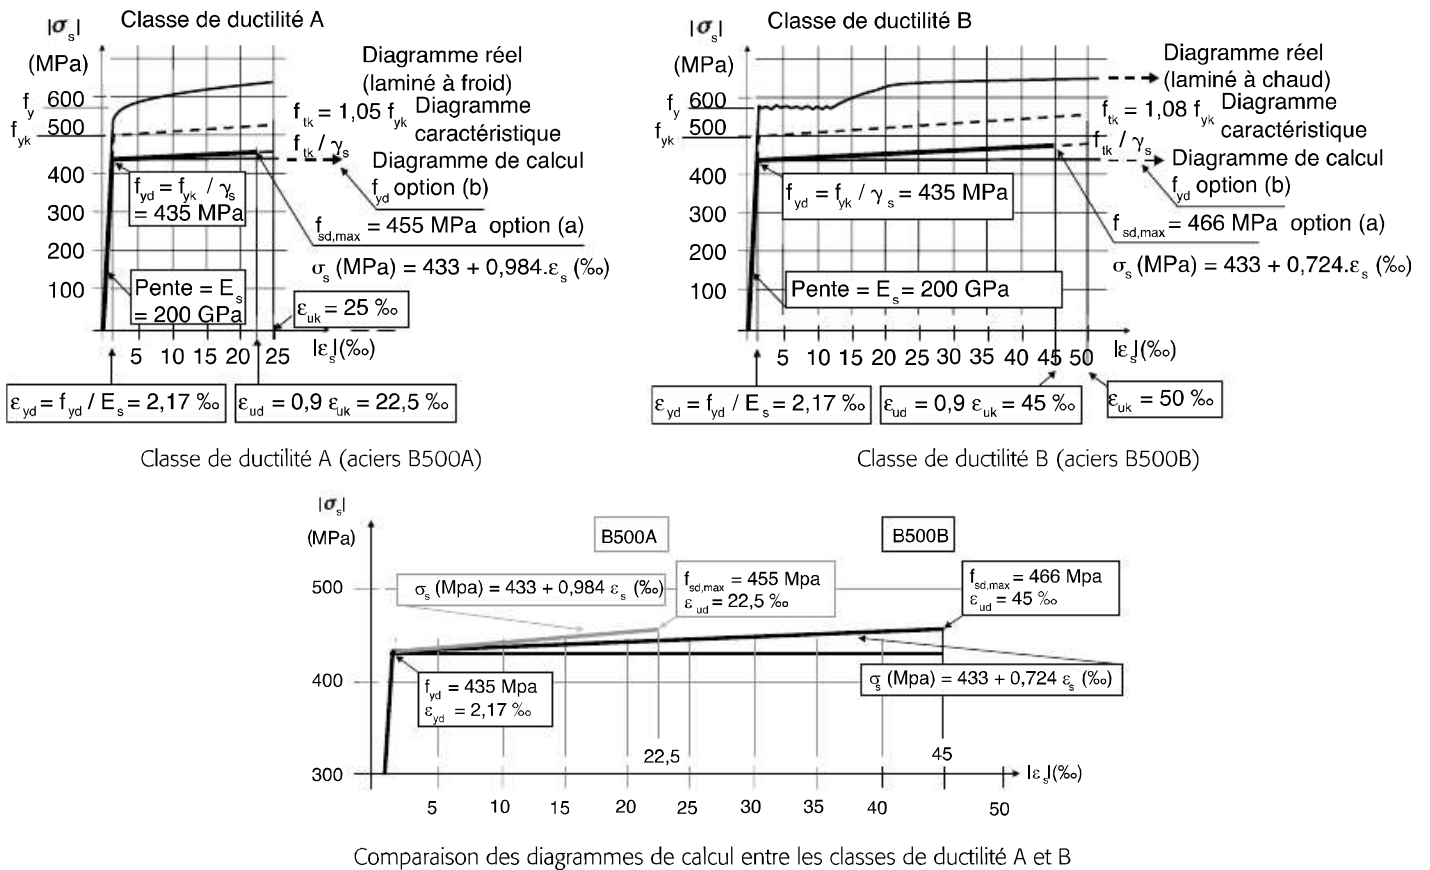 Classe de ductilité A
|σs|
(MPa)
Diagramme réel
(laminé à froid)
fy
600
fyk
500
ftk = 1,05 fyk
Diagramme
caractéristique
ftk / γs
Diagramme de calcul
fyd option (b)
400
fyd = fyk / γs
= 435 MPa
300
fsd,max = 455 MPa option (a)
200
σs (MPa) = 433 + 0,984.εs (‰)
100
Pente = Es
= 200 GPa
εuk = 25 ‰
5 10 15 20 25
|εs|(‰)
εyd = fyd / Es = 2,17 ‰
εud = 0,9 εuk = 22,5 ‰
Classe de ductilité A (aciers B500A)
Classe de ductilité B
|σs|
(MPa)
Diagramme réel
(laminé à chaud)
fy
600
fyk
500
ftk = 1,08 fyk
Diagramme
caractéristique
ftk / γs
Diagramme de calcul
fyd option (b)
400
fyd = fyk / γs = 435 MPa
300
fsd,max = 466 MPa option (a)
200
σs (MPa) = 433 + 0,724.εs (‰)
100
Pente = Es = 200 GPa
5 10 15 20 25 30 35 40 45 50
|εs|(‰)
εyd = fyd / Es = 2,17 ‰
εud = 0,9 εuk = 45 ‰
εuk = 50 ‰
Classe de ductilité B (aciers B500B)
|σs|
(MPa)
B500A
B500B
500
σs (Mpa) = 433 + 0,984 εs (‰)
fsd,max = 455 Mpa
εud = 22,5 ‰
fsd,max = 466 Mpa
εud = 45 ‰
400
fyd = 435 Mpa
εyd = 2,17 ‰
σs (Mpa) = 433 + 0,724 εs (‰)
22,5
45
300
|εs|(‰)
5 10 15 20 25 30 35 40 45 50
Comparaison des diagrammes de calcul entre les classes de ductilité A et B